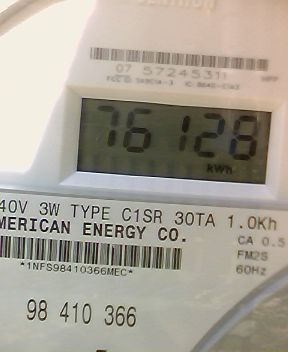 07 57245311
76128
kWh
40V 3W TYPE C1SR 30TA 1.0Kh
MERICAN ENERGY CO.
CA 0.5
*1NFS98410366MEC*
FM2S
60Hz
98 410 366